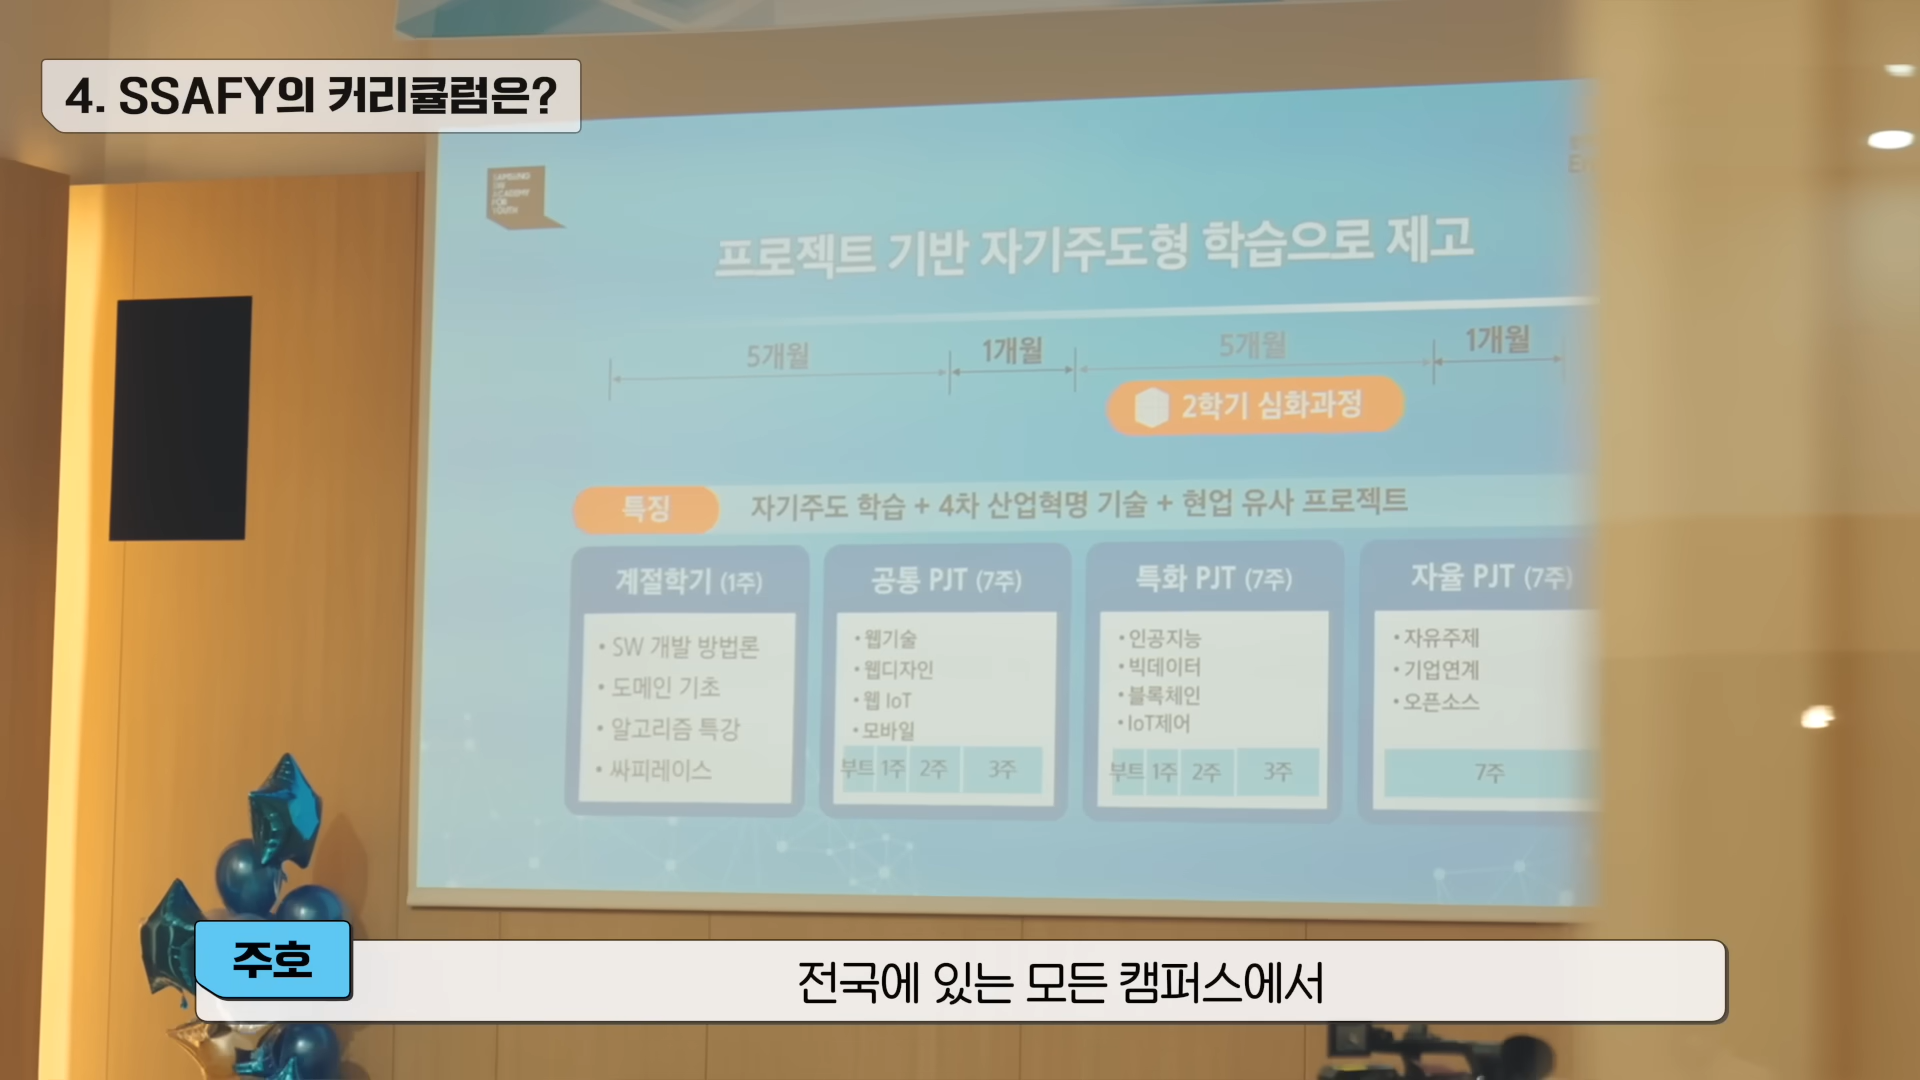 4. SSAFY의 커리큘럼은?
SAMSUNG
SW
ACADEMY
FOR
YOUTH
프로젝트 기반 자기주도형 학습으로 제고
5개월 1개월 5개월 1개월
2학기 심화과정
특징 자기주도 학습 + 4차 산업혁명 기술 + 현업 유사 프로젝트
계절학기 (1주)
• SW 개발 방법론
• 도메인 기초
• 알고리즘 특강
• 싸피레이스
공통 PJT (7주)
• 웹기술
• 웹디자인
• 웹 IoT
• 모바일
부트 1주 2주 3주
특화 PJT (7주)
• 인공지능
• 빅데이터
• 블록체인
• IoT제어
부트 1주 2주 3주
자율 PJT (7주)
• 자유주제
• 기업연계
• 오픈소스
7주
주호
전국에 있는 모든 캠퍼스에서